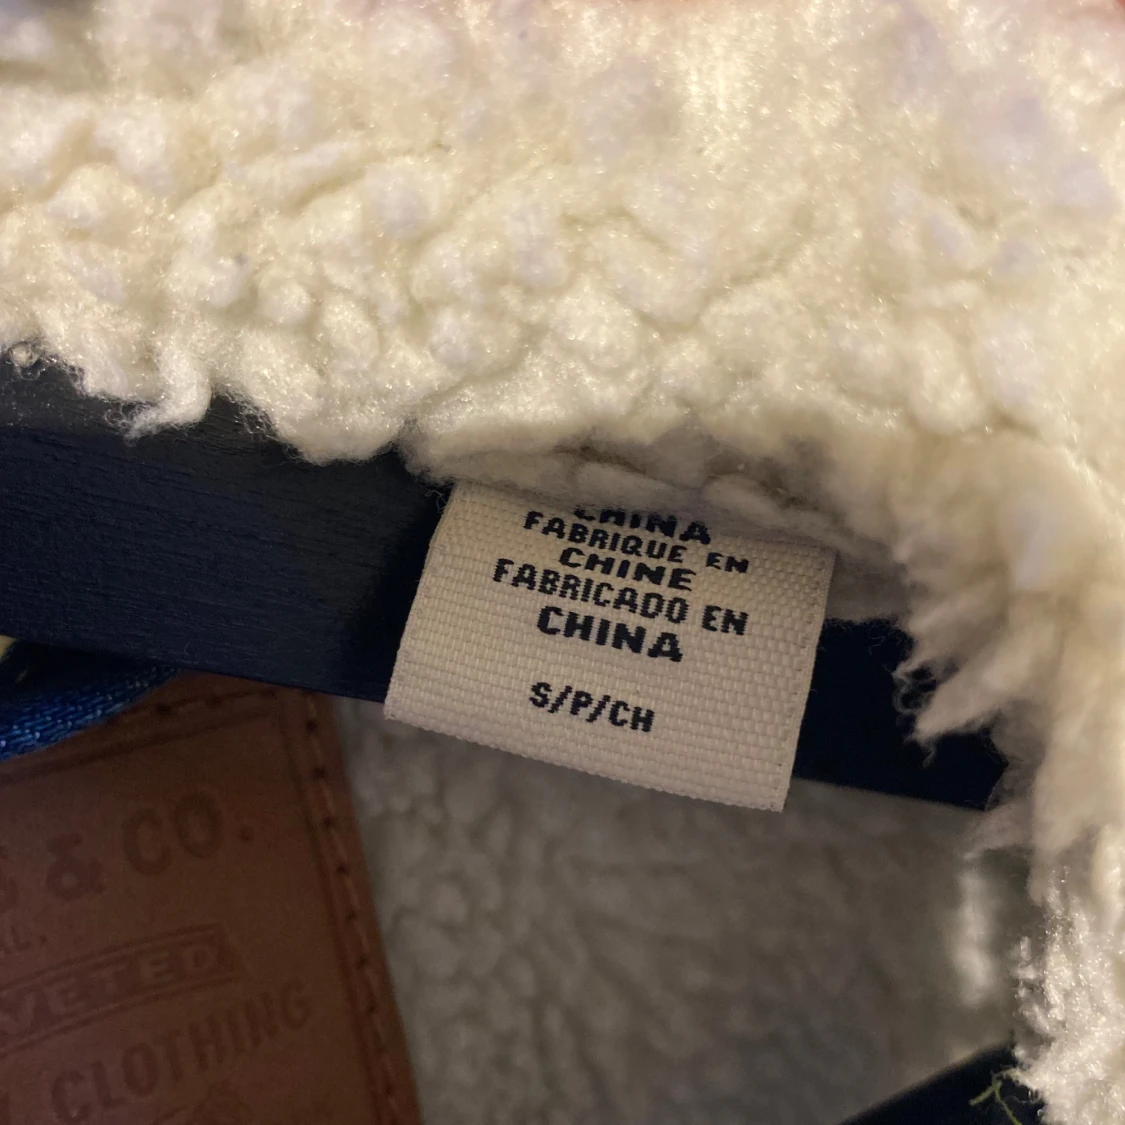 CHINA
FABRIQUE EN
CHINE
FABRICADO EN
CHINA
S/P/CH
& CO.
CLOTHING